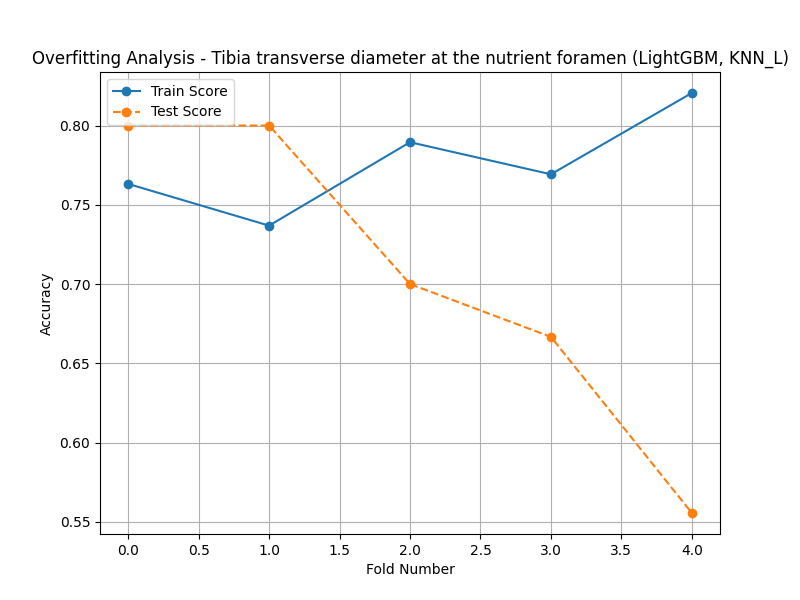 Overfitting Analysis - Tibia transverse diameter at the nutrient foramen (LightGBM, KNN_L)
Train Score
Test Score
0.80
0.75
0.70
0.65
0.60
0.55
Accuracy
0.0 0.5 1.0 1.5 2.0 2.5 3.0 3.5 4.0
Fold Number